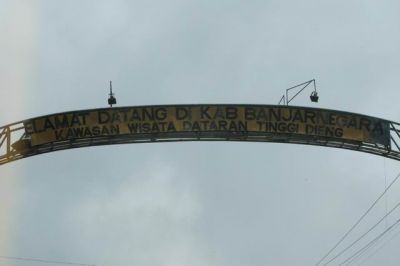 SELAMAT DATANG DI KAB BANJARNEGARA
KAWASAN WISATA DATARAN TINGGI DIENG